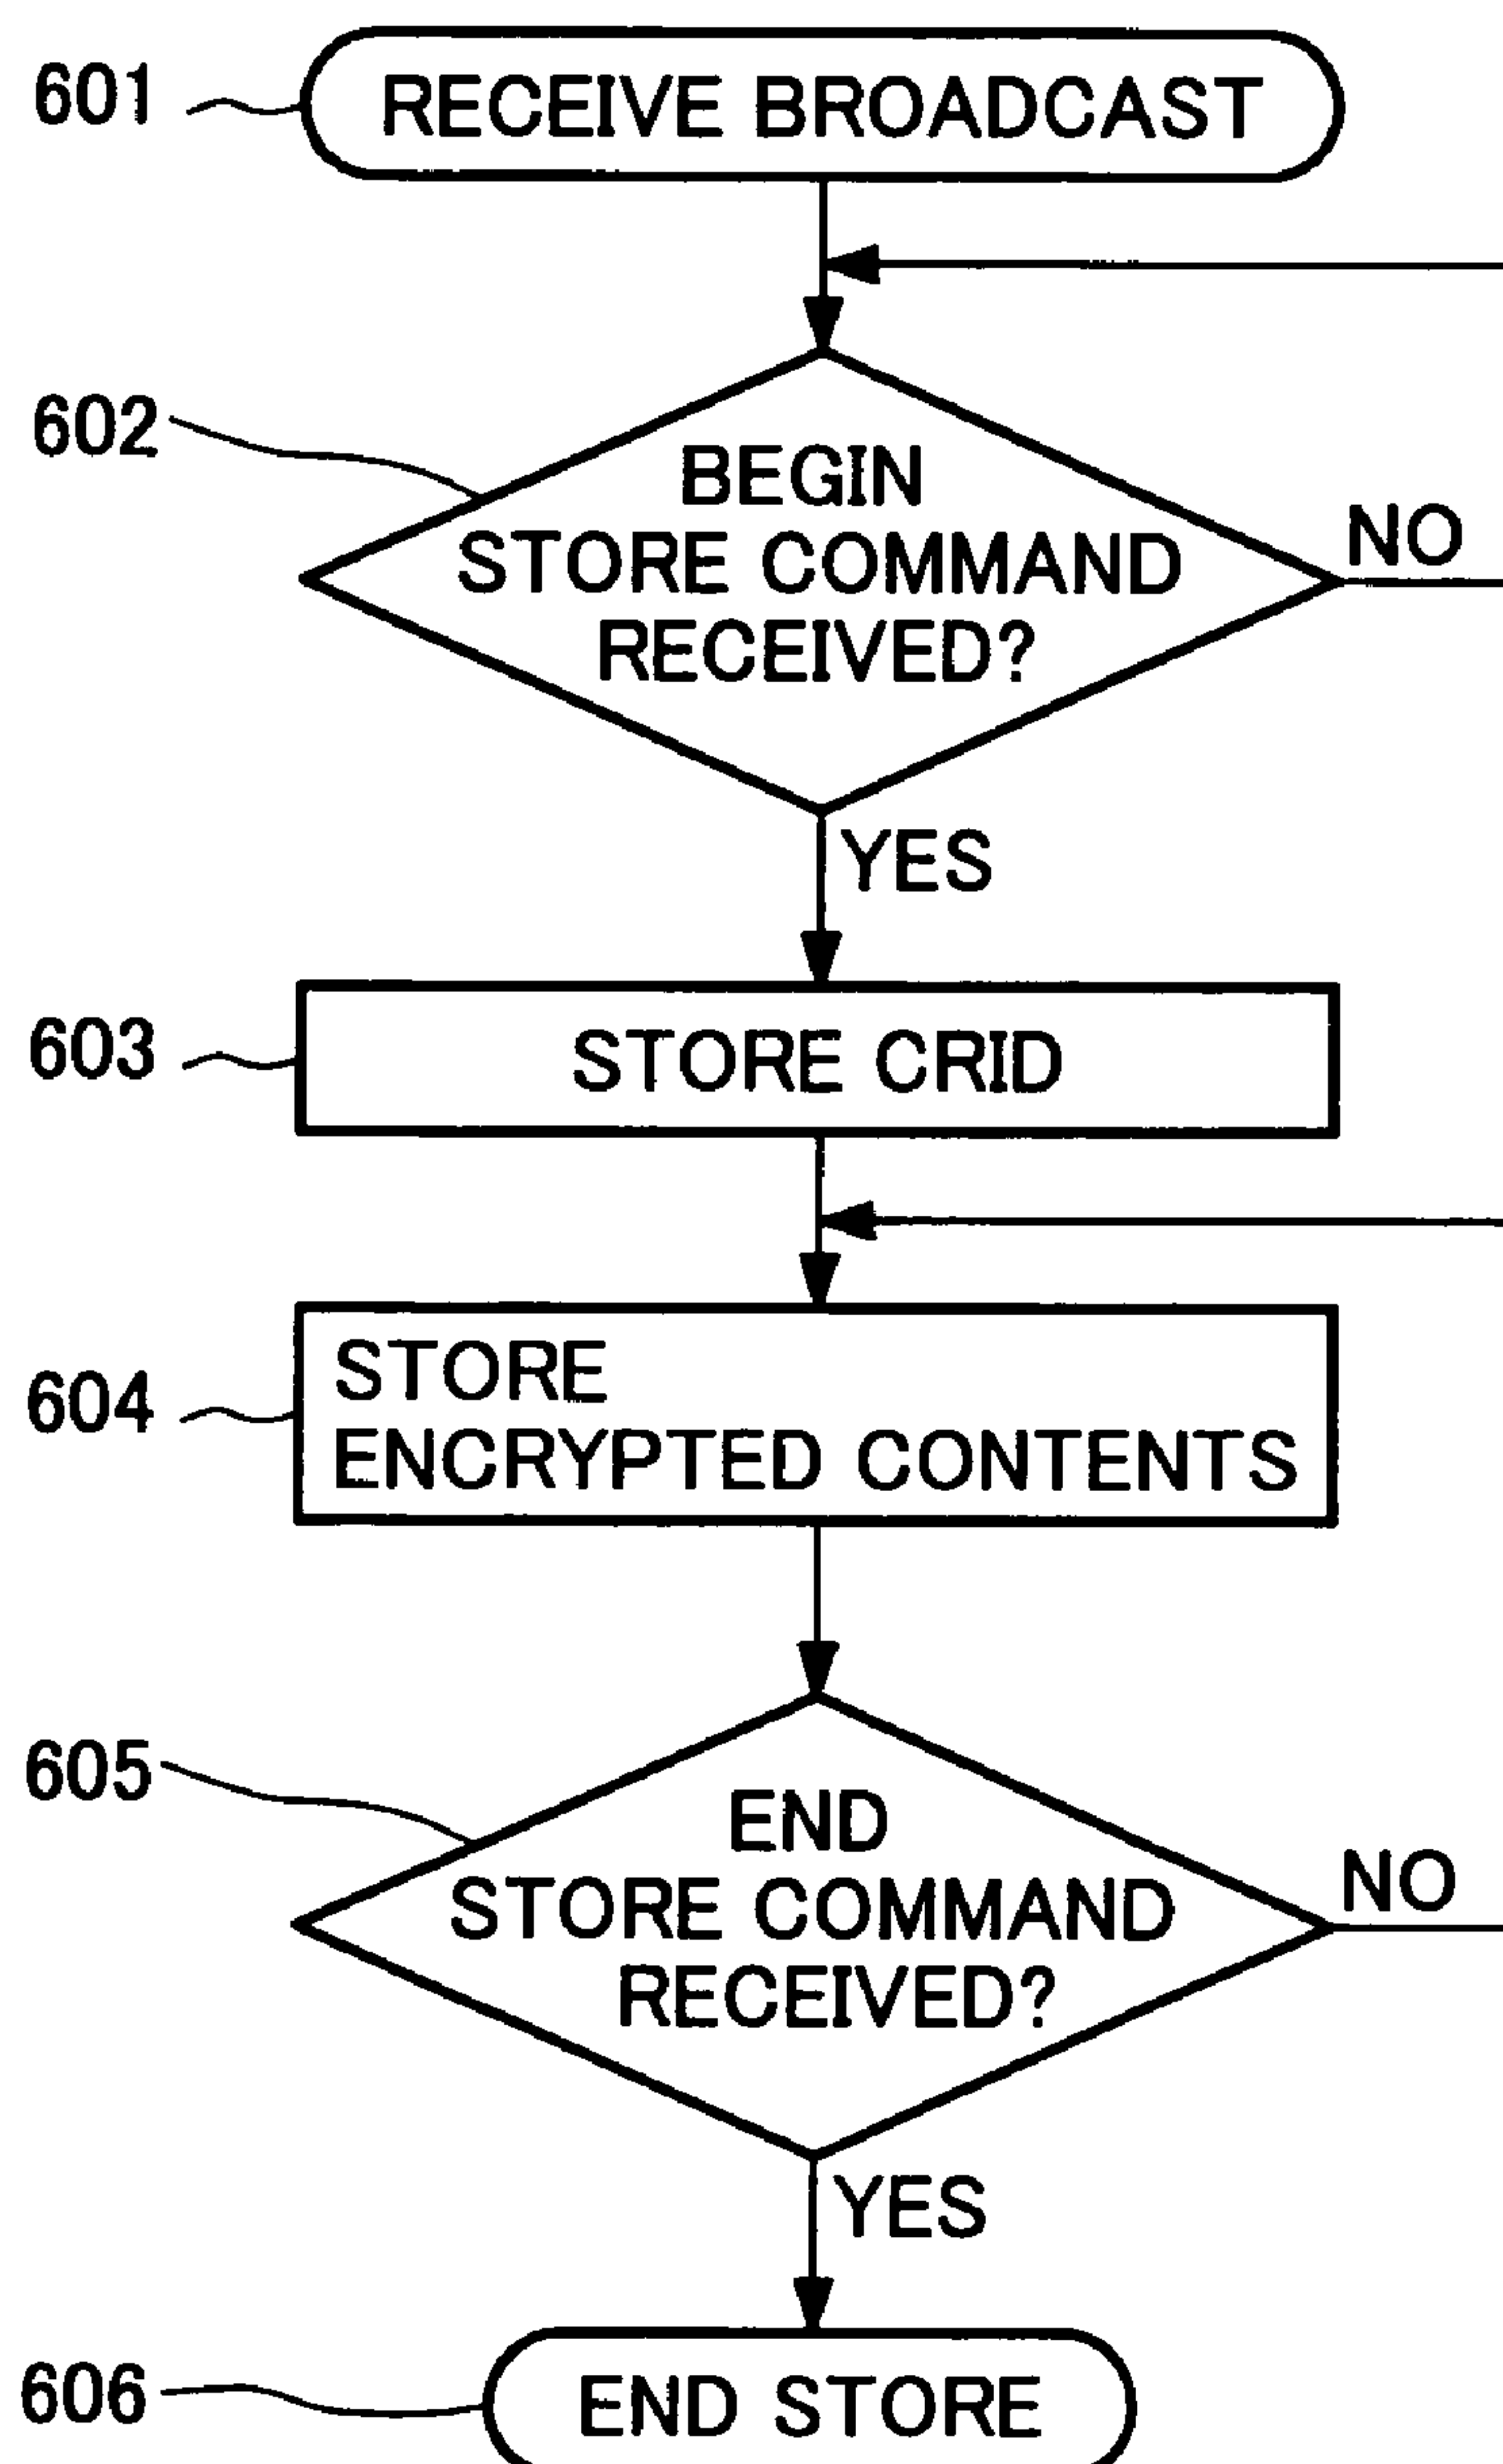 601 RECEIVE BROADCAST
602
BEGIN
STORE COMMAND
RECEIVED?
NO
YES
603 STORE CRID
604
STORE
ENCRYPTED CONTENTS
605
END
STORE COMMAND
RECEIVED?
NO
YES
606 END STORE